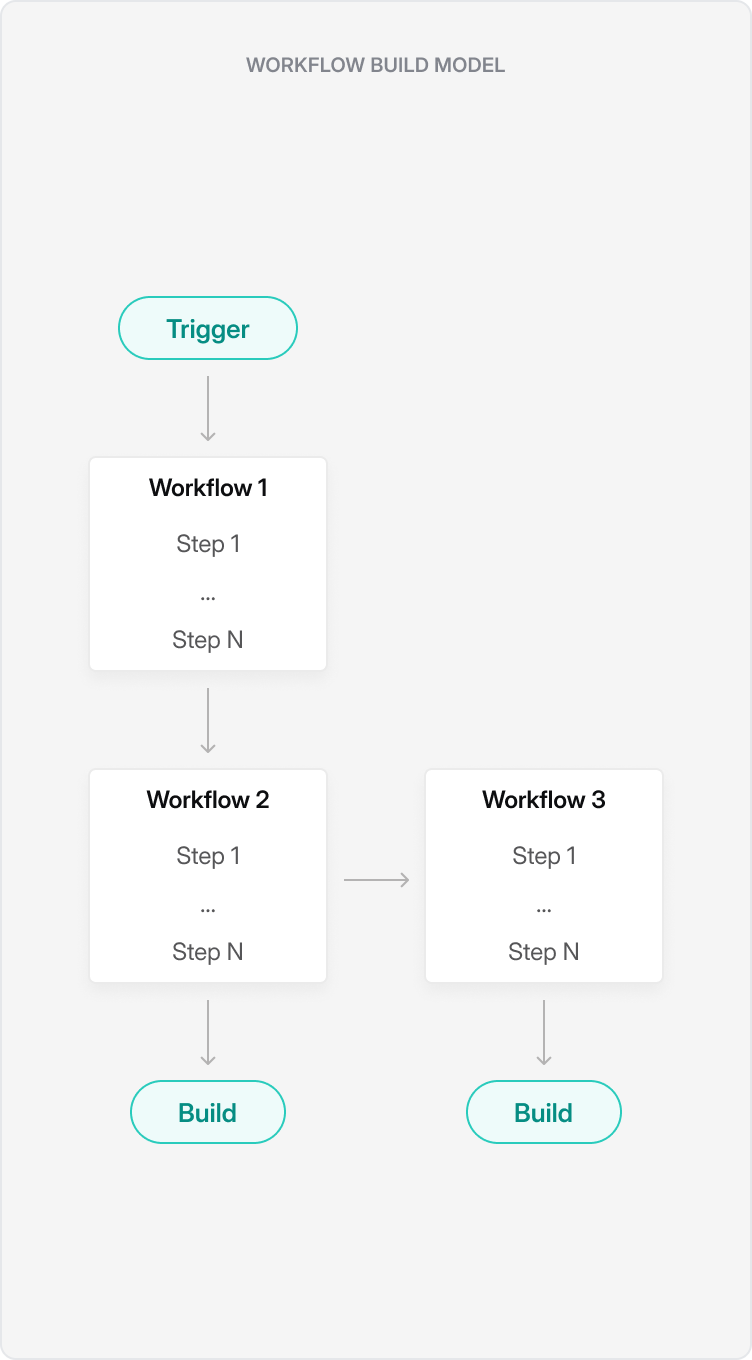 WORKFLOW BUILD MODEL
Trigger
Workflow 1
Step 1
...
Step N
Workflow 2
Step 1
...
Step N
Workflow 3
Step 1
...
Step N
Build
Build